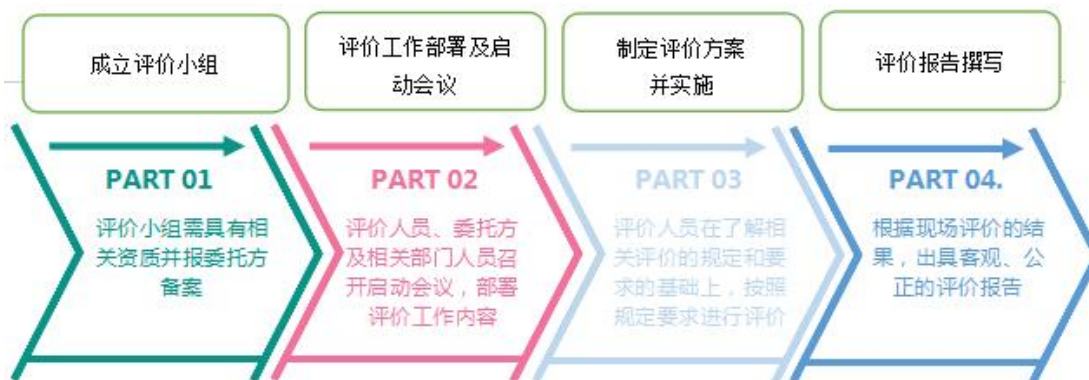 成立评价小组
评价工作部署及启
动会议
制定评价方案
并实施
评价报告撰写
PART 01
评价小组需具有相
关资质并报委托方
备案
PART 02
评价人员、委托方
及相关部门人员召
开启动会议，部署
评价工作内容
PART 03
评价人员在了解相
关评价的规定和要
求的基础上，按照
规定要求进行评价
PART 04.
根据现场评价的结
果，出具客观、公
正的评价报告